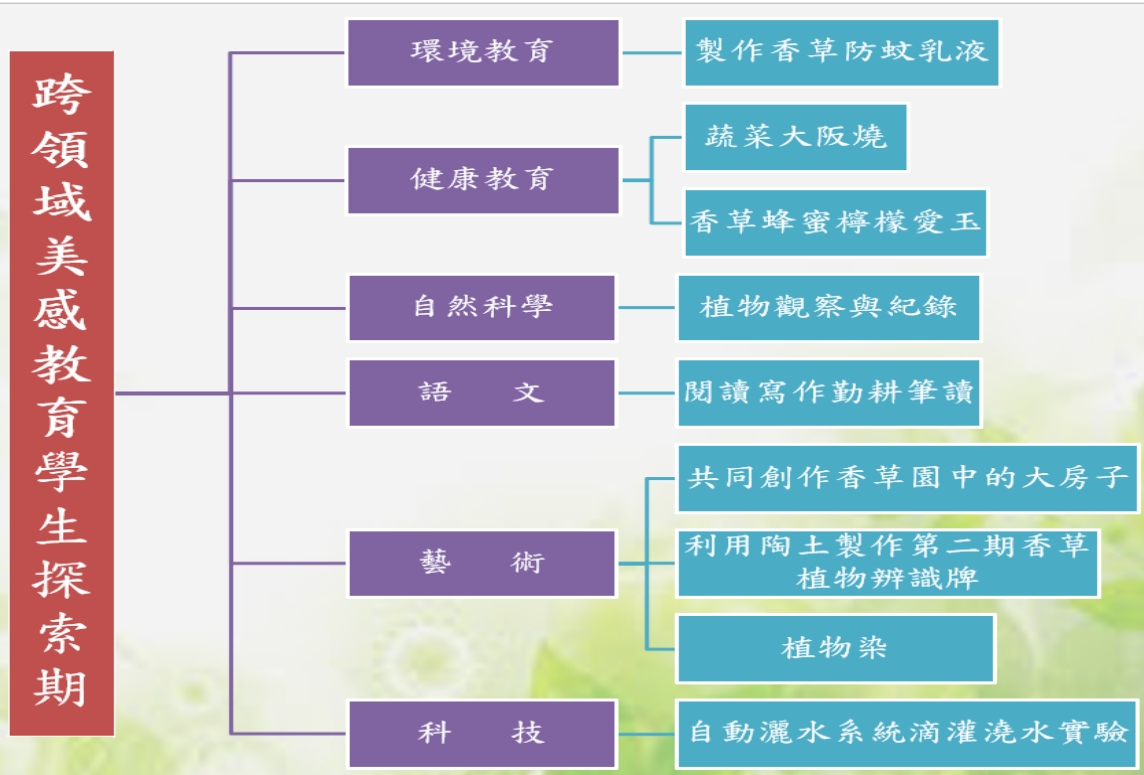 跨領域美感教育學生探索期
環境教育
製作香草防蚊乳液
健康教育
蔬菜大阪燒
香草蜂蜜檸檬愛玉
自然科學
植物觀察與紀錄
語 文
閱讀寫作勤耕筆讀
藝 術
共同創作香草園中的大房子
利用陶土製作第二期香草
植物辨識牌
植物染
科 技
自動灑水系統滴灌澆水實驗